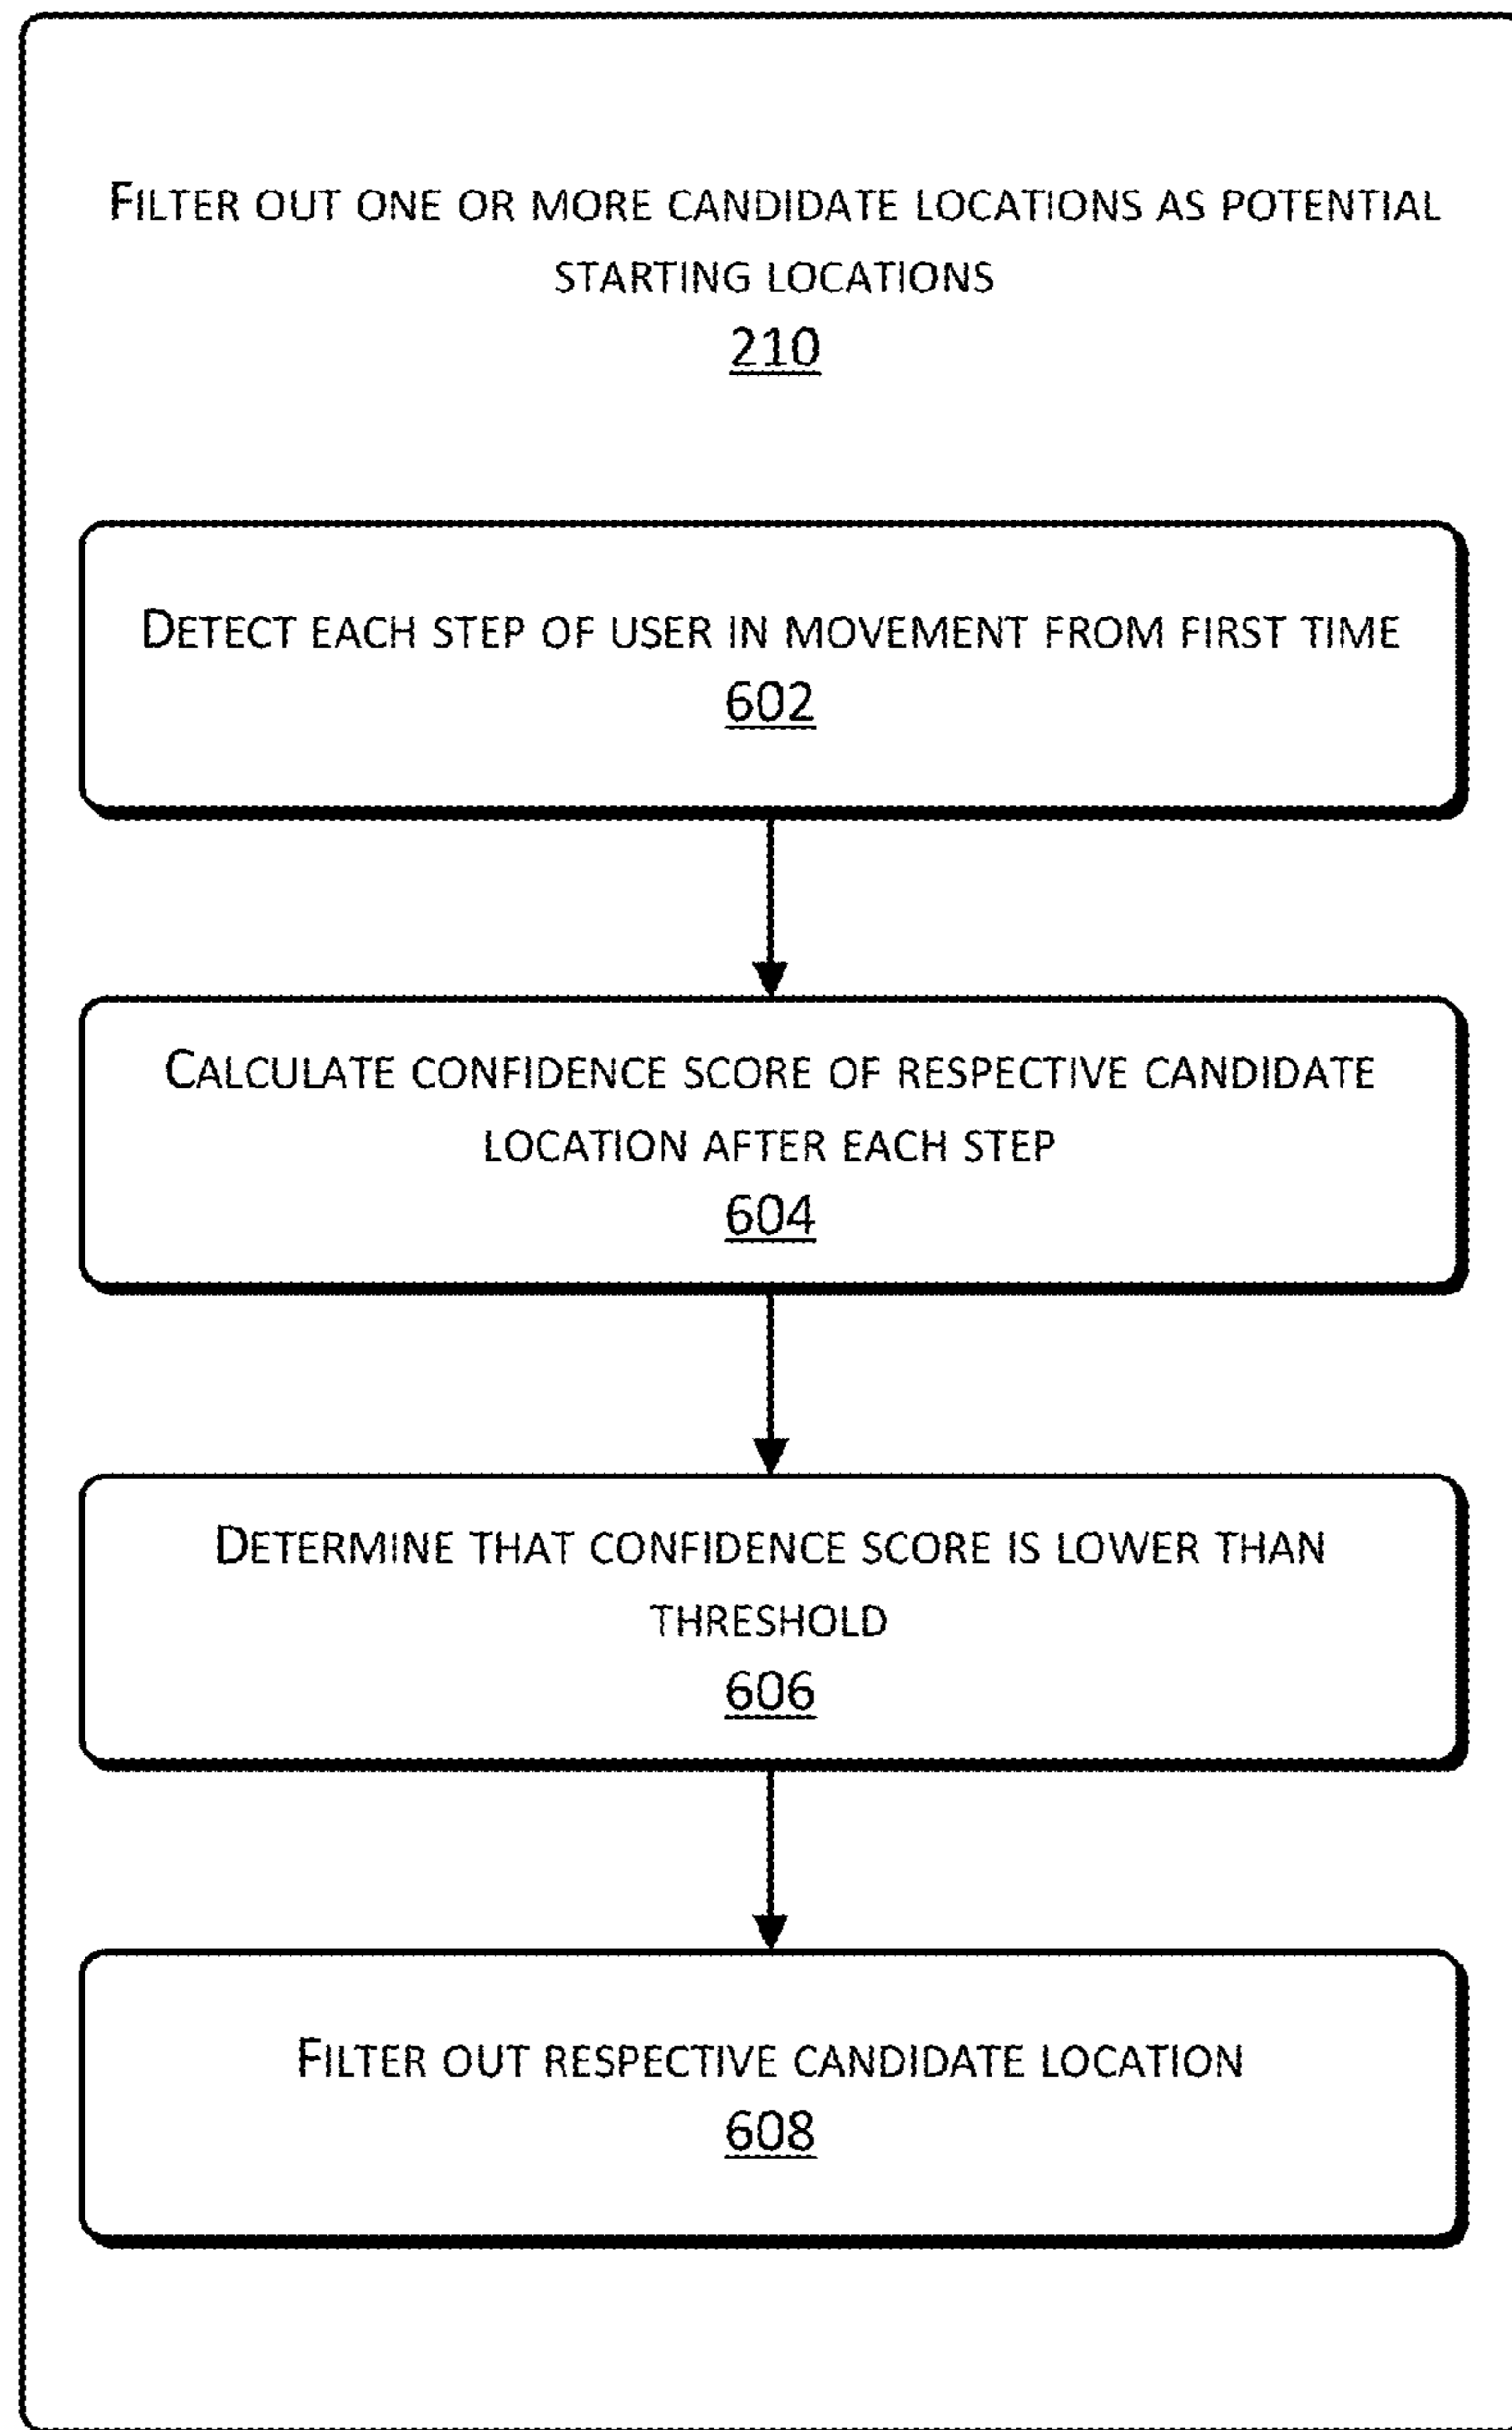 FILTER OUT ONE OR MORE CANDIDATE LOCATIONS AS POTENTIAL
STARTING LOCATIONS
210
DETECT EACH STEP OF USER IN MOVEMENT FROM FIRST TIME
602
CALCULATE CONFIDENCE SCORE OF RESPECTIVE CANDIDATE
LOCATION AFTER EACH STEP
604
DETERMINE THAT CONFIDENCE SCORE IS LOWER THAN
THRESHOLD
606
FILTER OUT RESPECTIVE CANDIDATE LOCATION
608